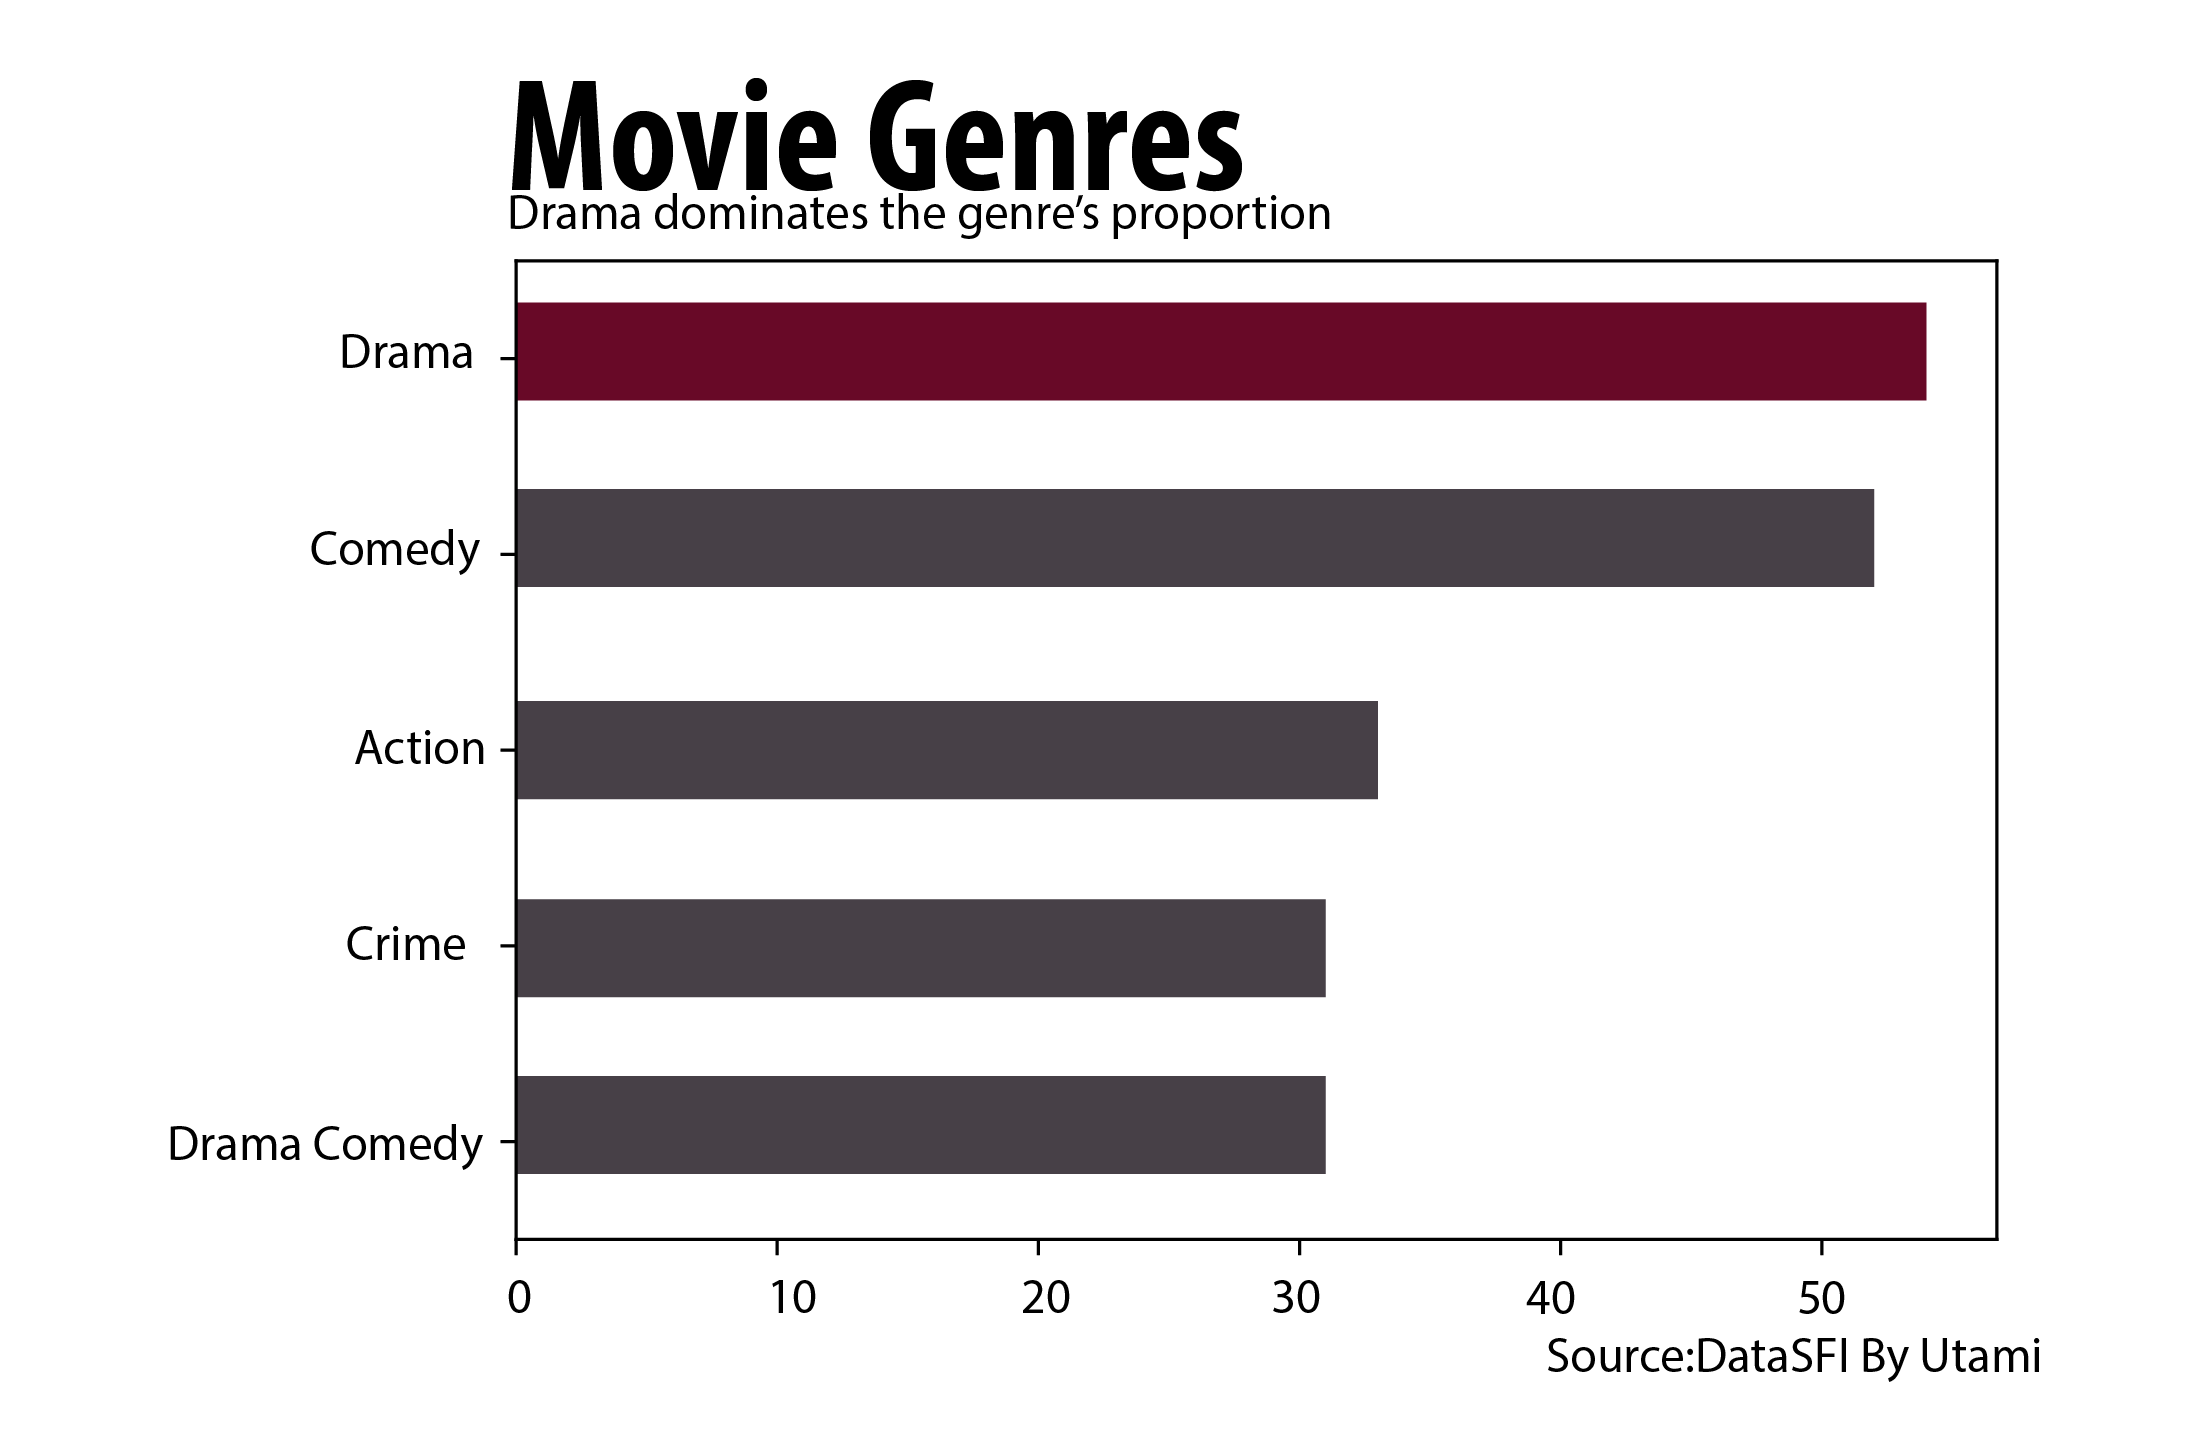 Movie Genres
Drama dominates the genre’s proportion
Drama
Comedy
Action
Crime
Drama Comedy
0 10 20 30 40 50
Source:DataSFI By Utami